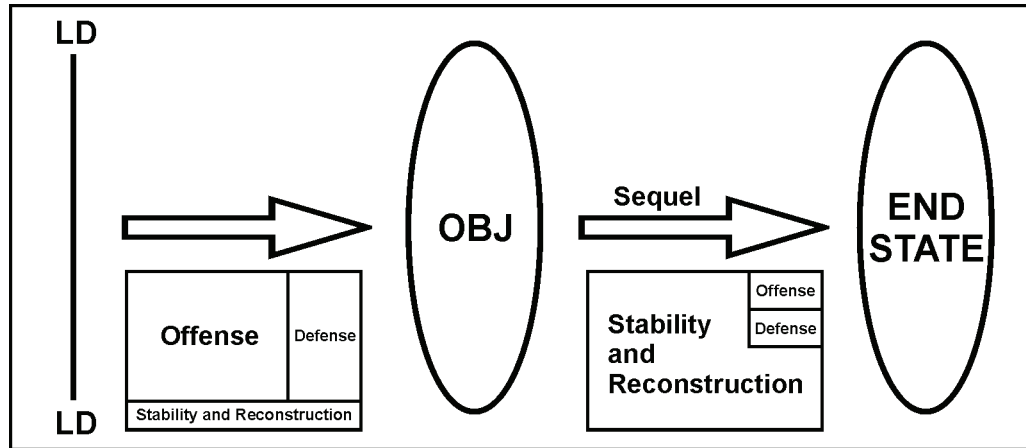 LD
LD
Offense
Defense
Stability and Reconstruction
OBJ
Sequel
Stability
and
Reconstruction
Offense
Defense
END
STATE